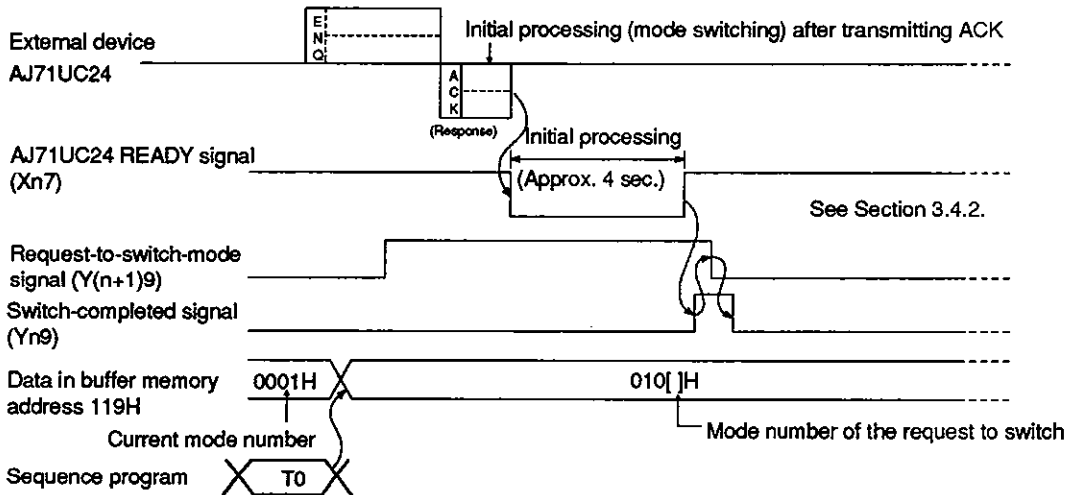 External device
E
N
Q
Initial processing (mode switching) after transmitting ACK
AJ71UC24
A
C
K
(Response)
Initial processing
AJ71UC24 READY signal
(Xn7)
(Approx. 4 sec.)
See Section 3.4.2.
Request-to-switch-mode
signal (Y(n+1)9)
Switch-completed signal
(Yn9)
Data in buffer memory
address 119H
0001H
010[ ]H
Current mode number
Mode number of the request to switch
Sequence program
T0